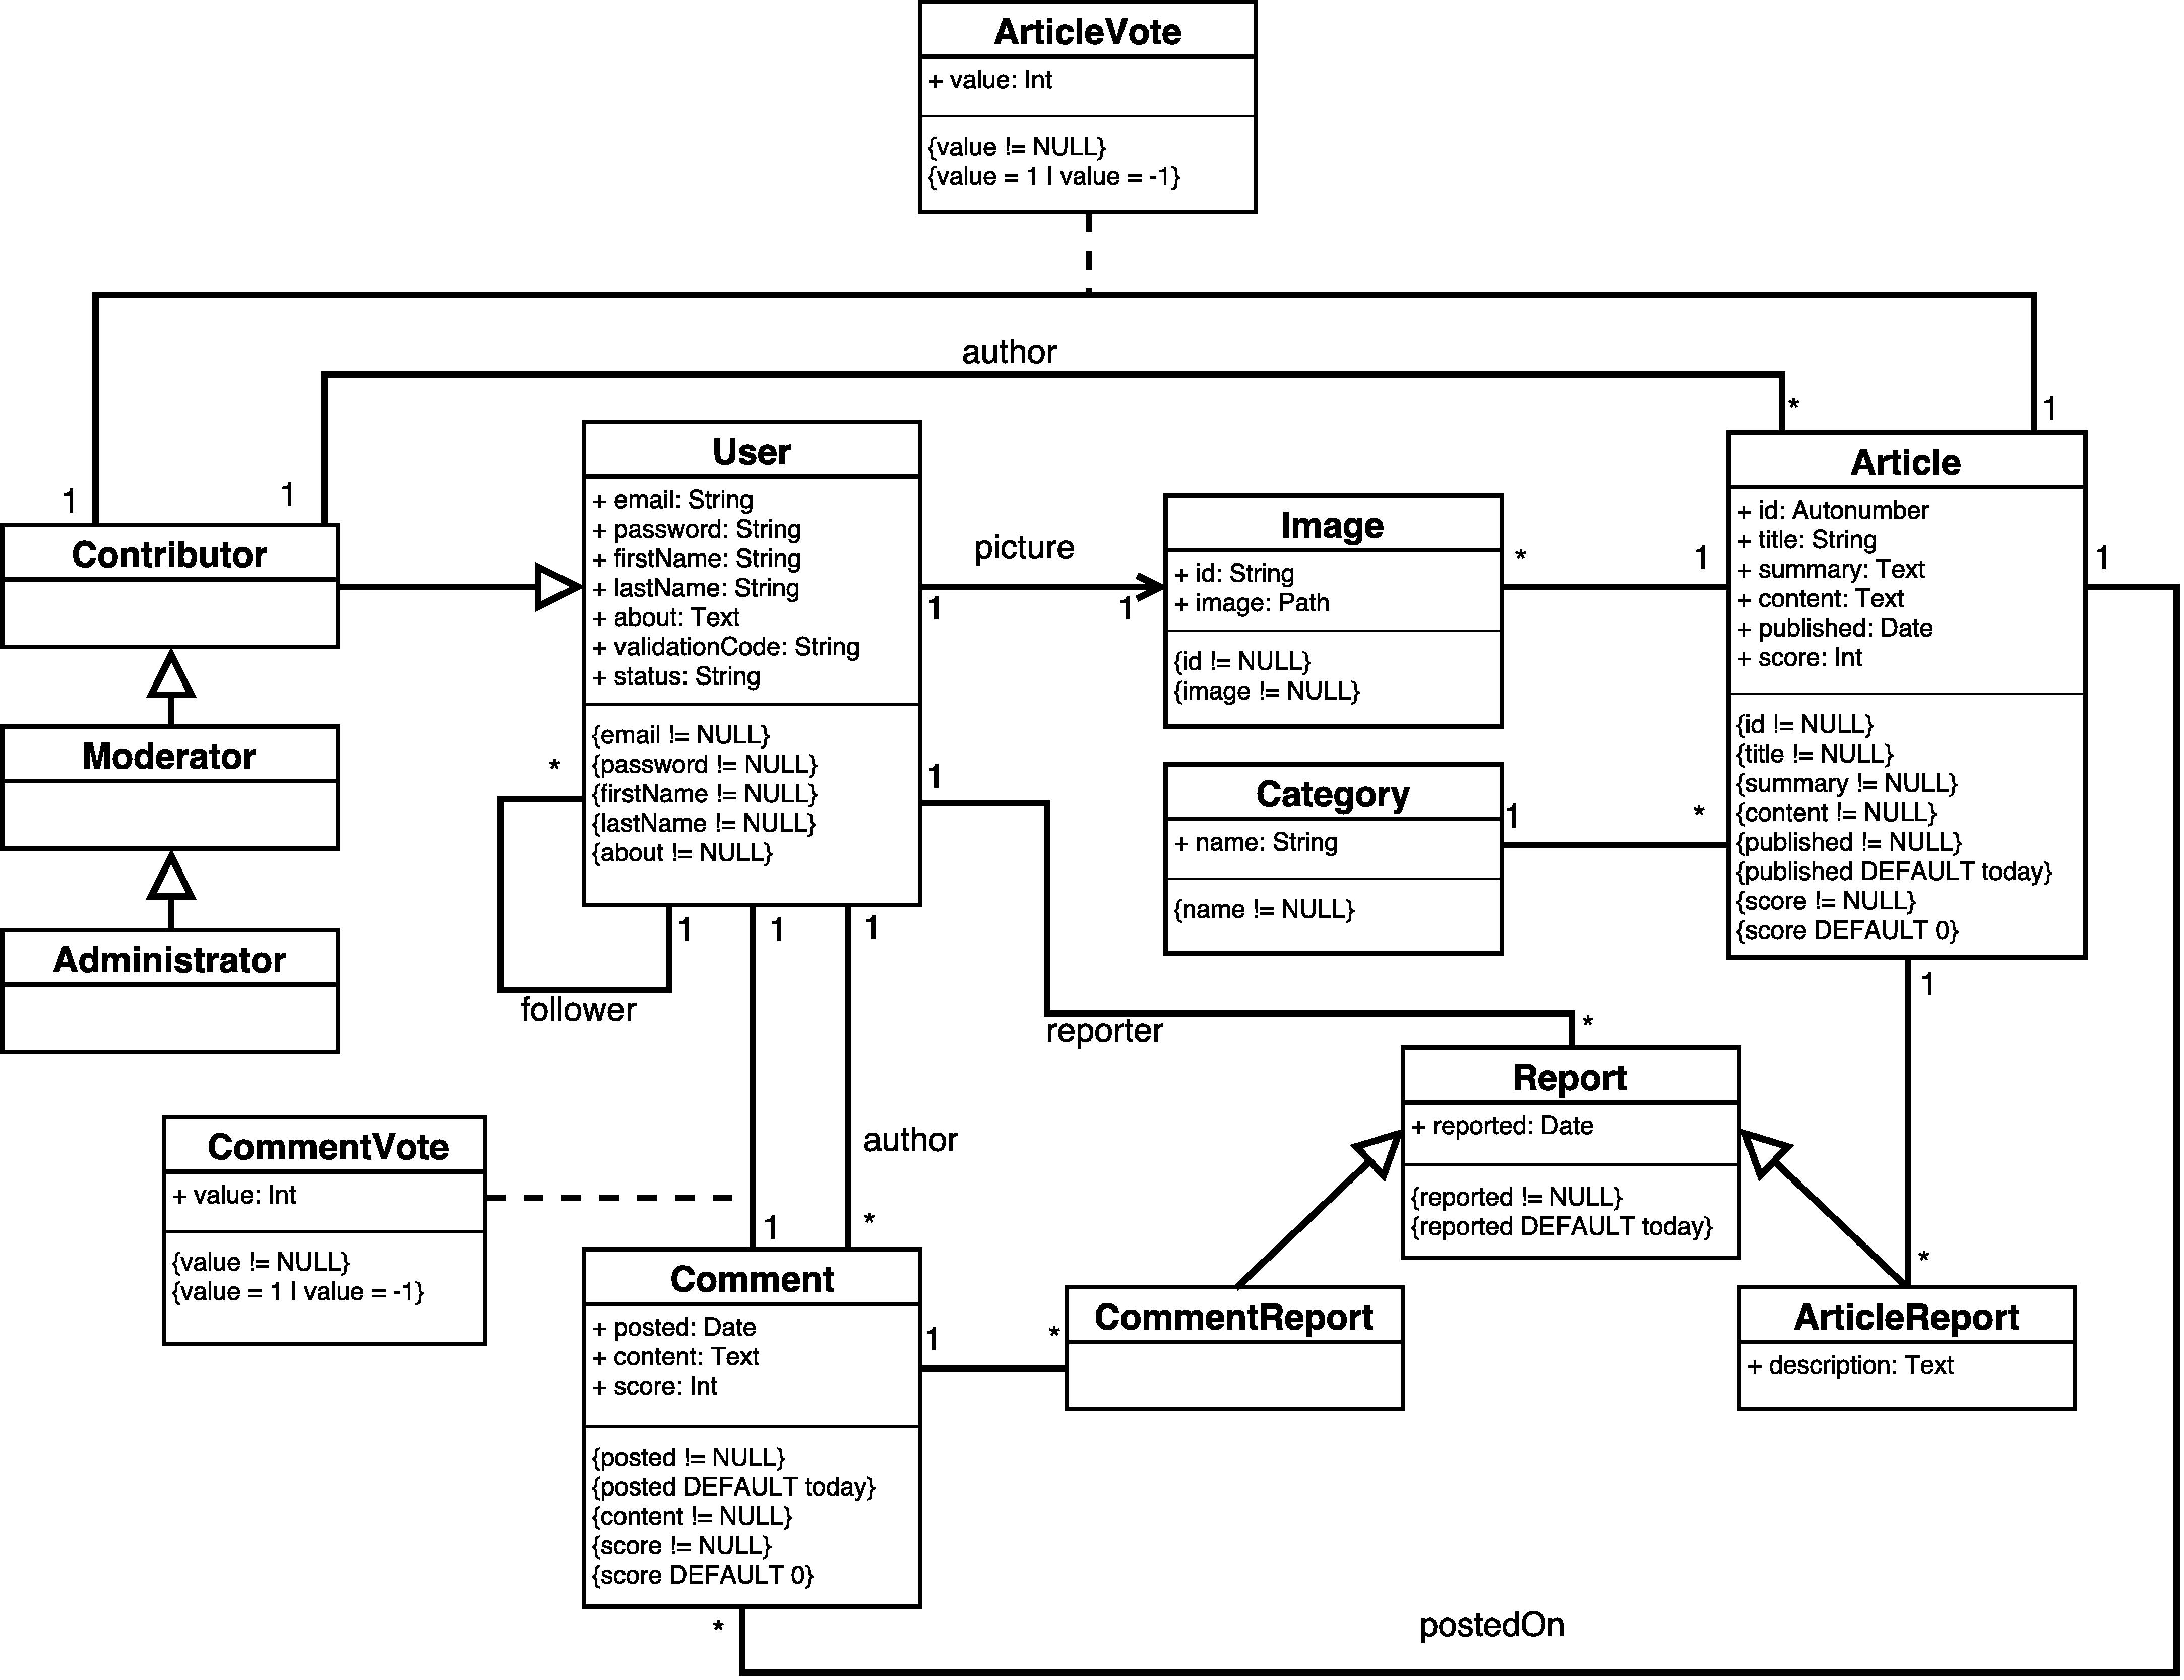 ArticleVote
+ value: Int
{value != NULL}
{value = 1 | value = -1}
author
*
1
1
1
User
+ email: String
+ password: String
+ firstName: String
+ lastName: String
+ about: Text
+ validationCode: String
+ status: String
{email != NULL}
{password != NULL}
{firstName != NULL}
{lastName != NULL}
{about != NULL}
Article
+ id: Autonumber
+ title: String
+ summary: Text
+ content: Text
+ published: Date
+ score: Int
{id != NULL}
{title != NULL}
{summary != NULL}
{content != NULL}
{published != NULL}
{published DEFAULT today}
{score != NULL}
{score DEFAULT 0}
Contributor
picture
1
1
Image
+ id: String
+ image: Path
{id != NULL}
{image != NULL}
*
1
1
Moderator
*
1
Category
+ name: String
{name != NULL}
1
*
Administrator
1
1
1
follower
1
reporter
*
Report
+ reported: Date
{reported != NULL}
{reported DEFAULT today}
CommentVote
+ value: Int
{value != NULL}
{value = 1 | value = -1}
author
1
*
*
Comment
+ posted: Date
+ content: Text
+ score: Int
{posted != NULL}
{posted DEFAULT today}
{content != NULL}
{score != NULL}
{score DEFAULT 0}
1
*
CommentReport
ArticleReport
+ description: Text
*
postedOn